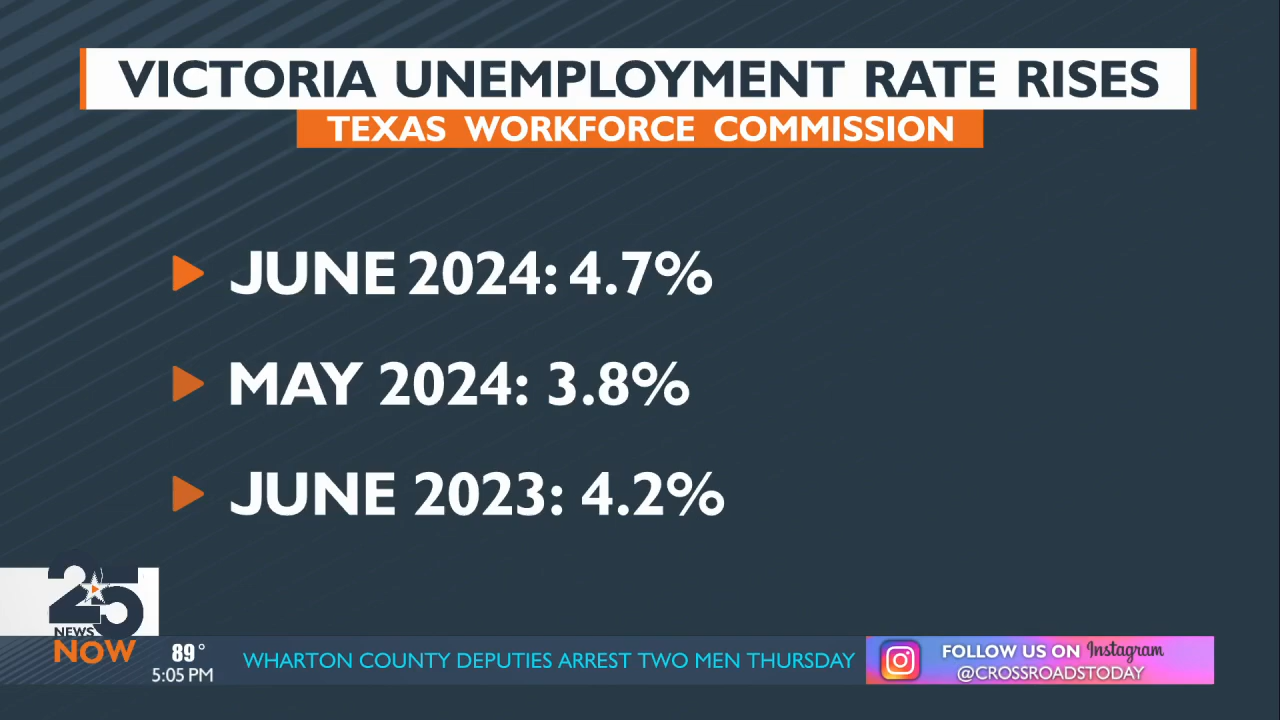 VICTORIA UNEMPLOYMENT RATE RISES
TEXAS WORKFORCE COMMISSION
JUNE 2024: 4.7%
MAY 2024: 3.8%
JUNE 2023: 4.2%
25
NEWS
NOW
89°
5:05 PM
WHARTON COUNTY DEPUTIES ARREST TWO MEN THURSDAY
FOLLOW US ON Instagram
@CROSSROADSTODAY